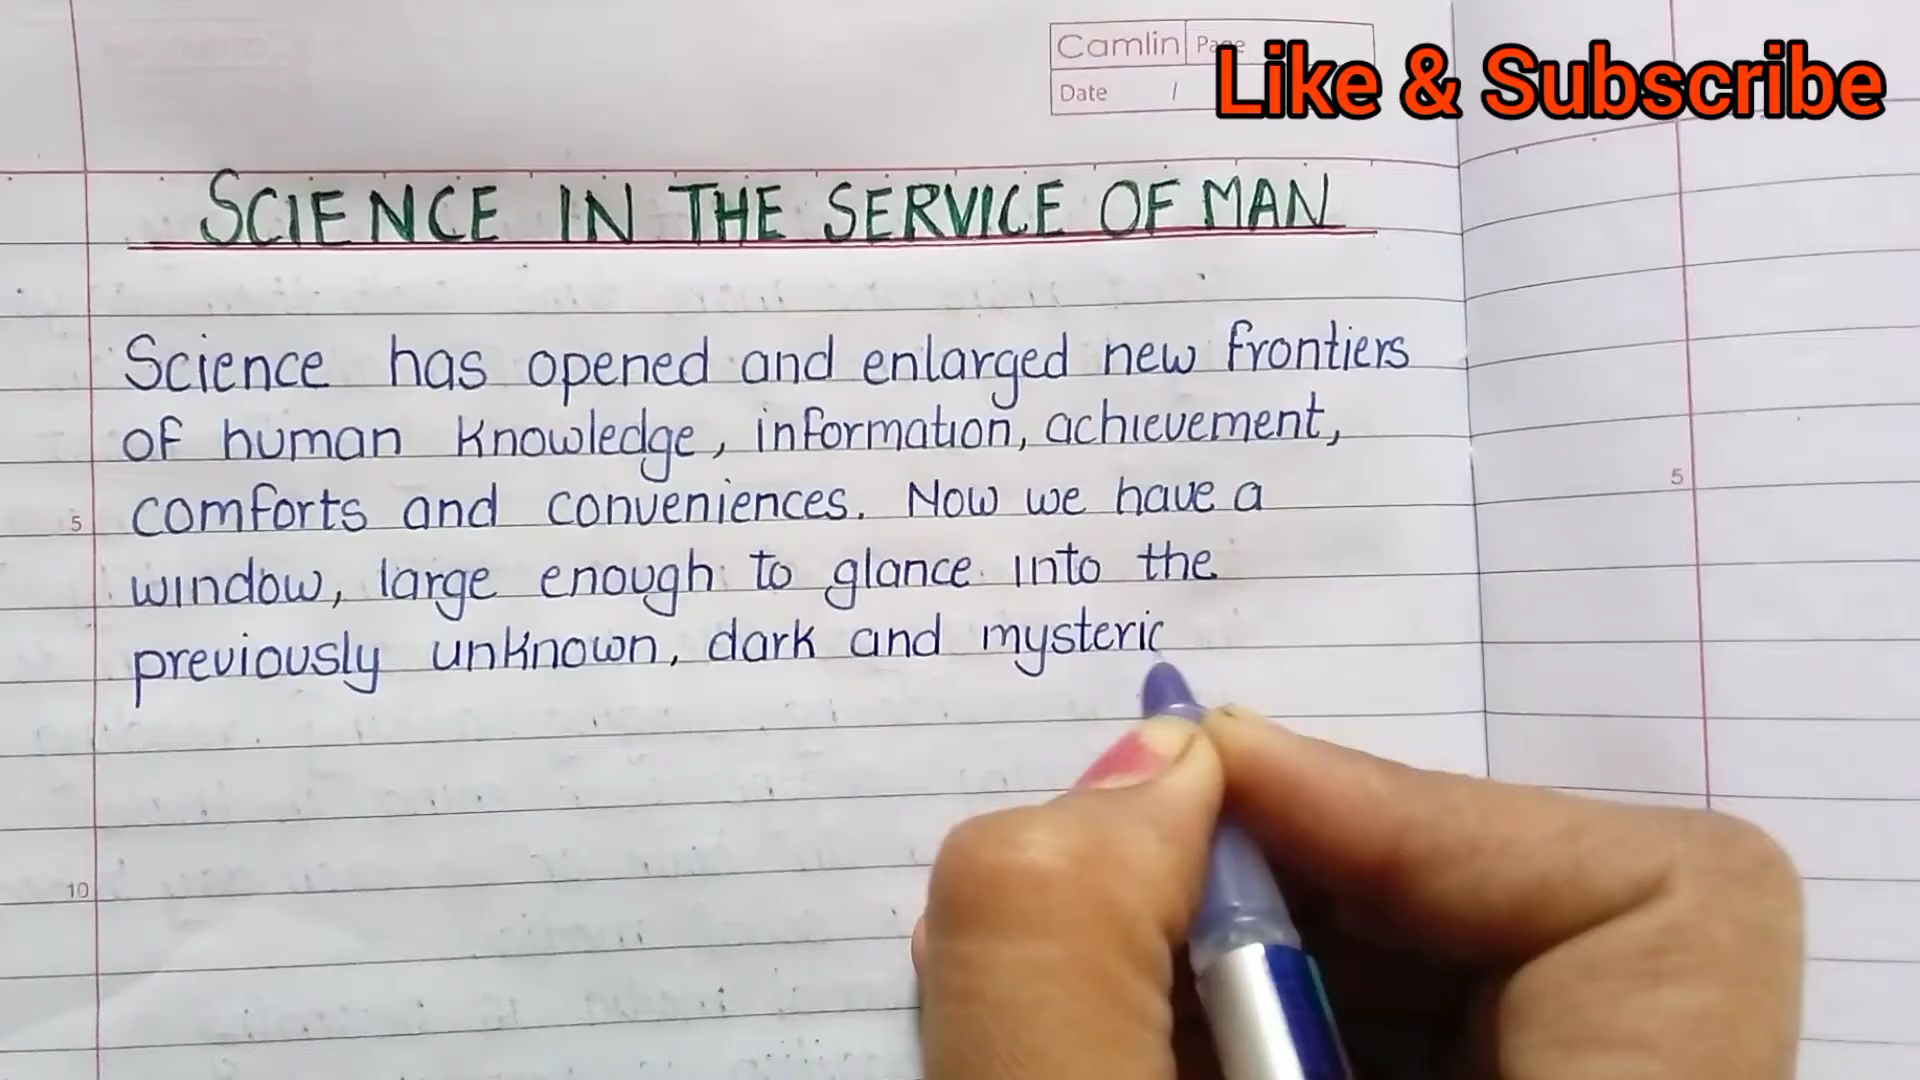 Camlin Page
Date /
Like & Subscribe
SCIENCE IN THE SERVICE OF MAN
Science has opened and enlarged new frontiers
of human knowledge, information, achievement,
comforts and conveniences. Now we have a
5
5
window, large enough to glance into the
previously unknown, dark and mysteric
10